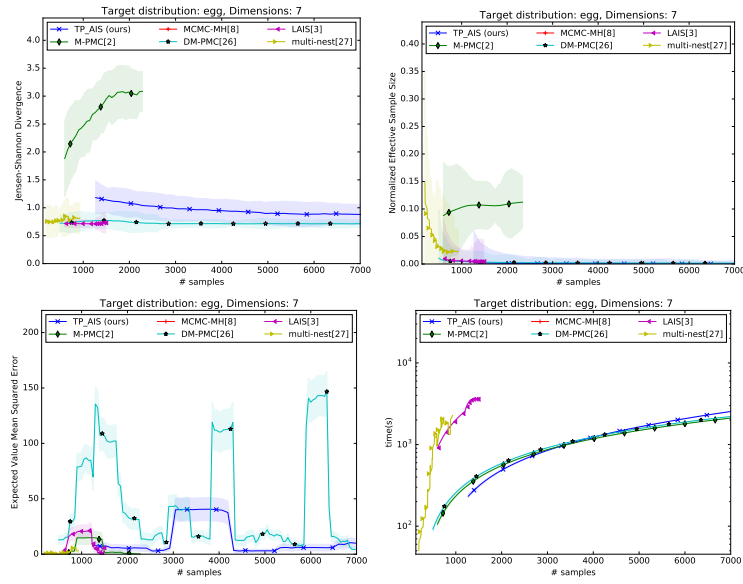 Target distribution: egg, Dimensions: 7
TP_AIS (ours) MCMC-MH[8] LAIS[3]
M-PMC[2] DM-PMC[26] multi-nest[27]
Jensen-Shannon Divergence
4.0
3.5
3.0
2.5
2.0
1.5
1.0
0.5
0.0
1000 2000 3000 4000 5000 6000 7000
# samples
Target distribution: egg, Dimensions: 7
TP_AIS (ours) MCMC-MH[8] LAIS[3]
M-PMC[2] DM-PMC[26] multi-nest[27]
Normalized Effective Sample Size
0.40
0.35
0.30
0.25
0.20
0.15
0.10
0.05
0.00
1000 2000 3000 4000 5000 6000 7000
# samples
Target distribution: egg, Dimensions: 7
TP_AIS (ours) MCMC-MH[8] LAIS[3]
M-PMC[2] DM-PMC[26] multi-nest[27]
Expected Value Mean Squared Error
200
150
100
50
0
1000 2000 3000 4000 5000 6000 7000
# samples
Target distribution: egg, Dimensions: 7
TP_AIS (ours) MCMC-MH[8] LAIS[3]
M-PMC[2] DM-PMC[26] multi-nest[27]
time(s)
10⁴
10³
10²
1000 2000 3000 4000 5000 6000 7000
# samples